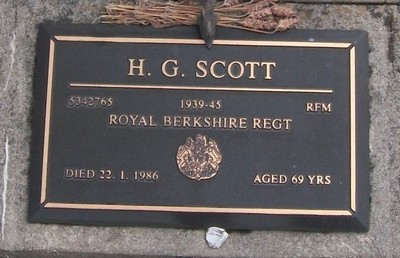 H. G. SCOTT
5342765 1939-45 RFM
ROYAL BERKSHIRE REGT
DIED 22. 1. 1986 AGED 69 YRS